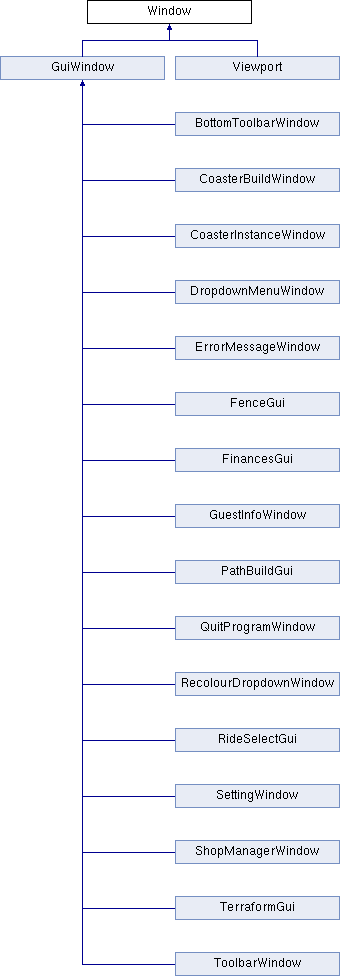 Window
GuiWindow
Viewport
BottomToolbarWindow
CoasterBuildWindow
CoasterInstanceWindow
DropdownMenuWindow
ErrorMessageWindow
FenceGui
FinancesGui
GuestInfoWindow
PathBuildGui
QuitProgramWindow
RecolourDropdownWindow
RideSelectGui
SettingWindow
ShopManagerWindow
TerraformGui
ToolbarWindow